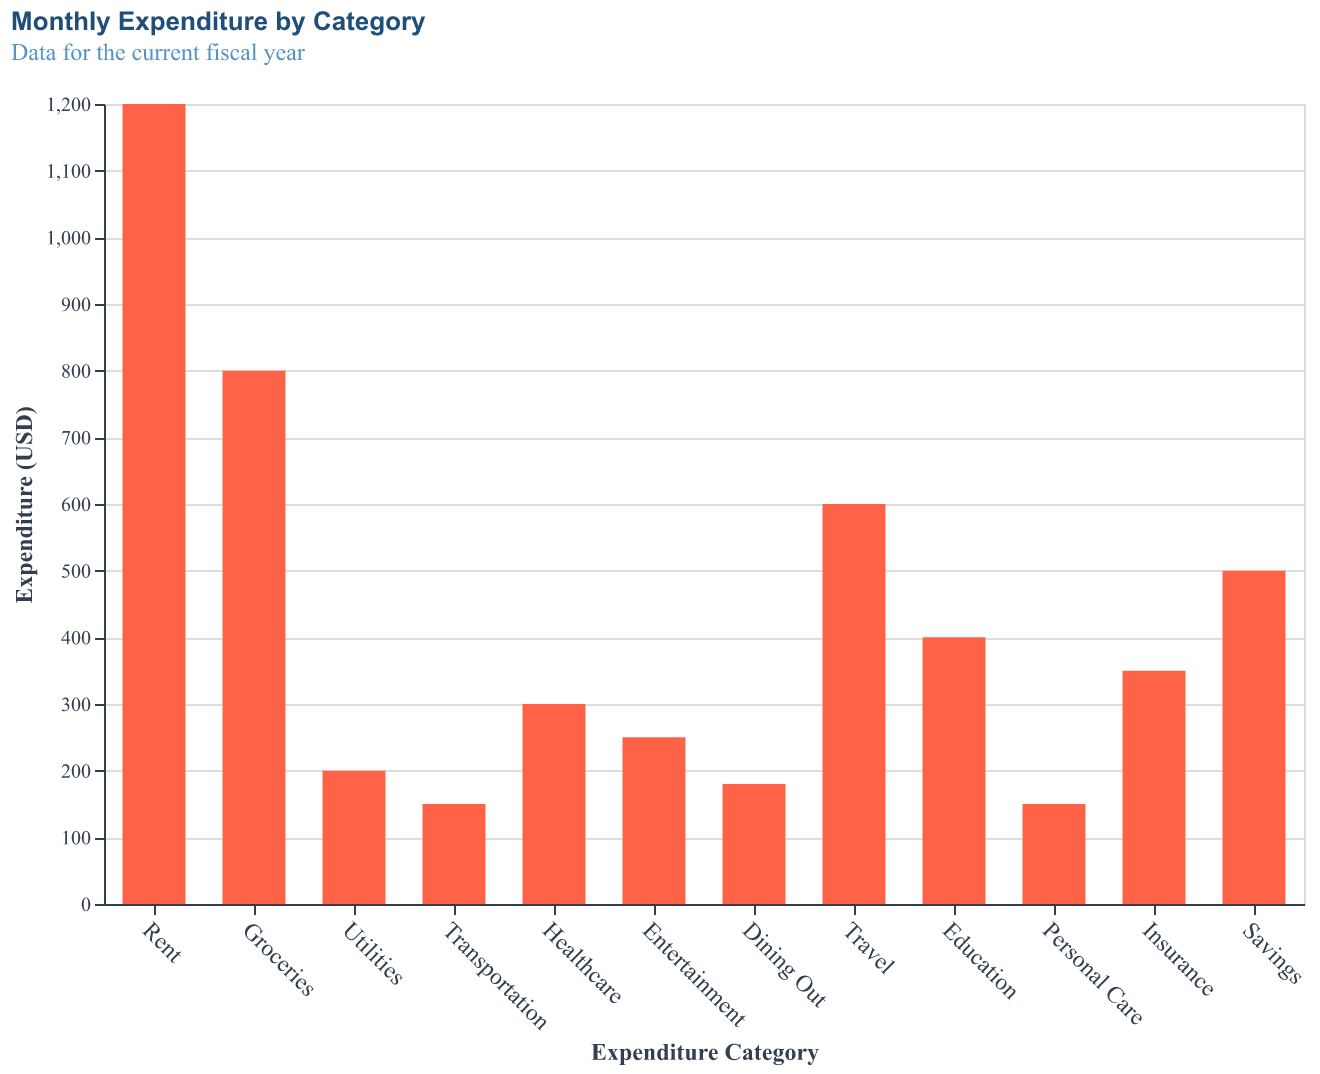 Monthly Expenditure by Category
Data for the current fiscal year
1,200
1,100
1,000
900
800
700
600
500
400
300
200
100
0
Expenditure (USD)
Rent
Groceries
Utilities
Transportation
Healthcare
Entertainment
Dining Out
Travel
Education
Personal Care
Insurance
Savings
Expenditure Category